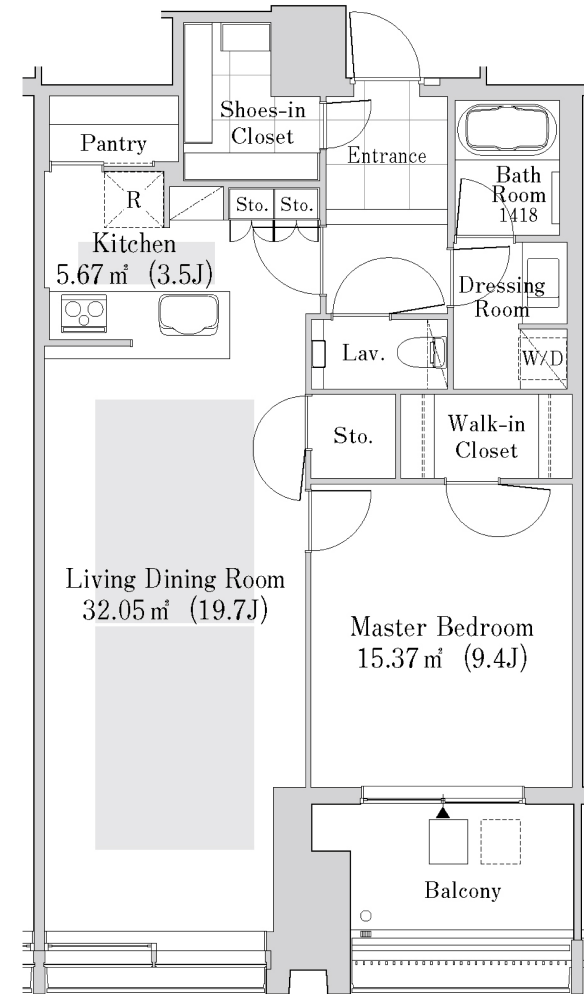 Shoes-in
Closet
Pantry
Entrance
R
Sto.
Sto.
Bath
Room
1418
Kitchen
5.67㎡ (3.5J)
Dressing
Room
Lav.
W/D
Sto.
Walk-in
Closet
Living Dining Room
32.05㎡ (19.7J)
Master Bedroom
15.37㎡ (9.4J)
Balcony